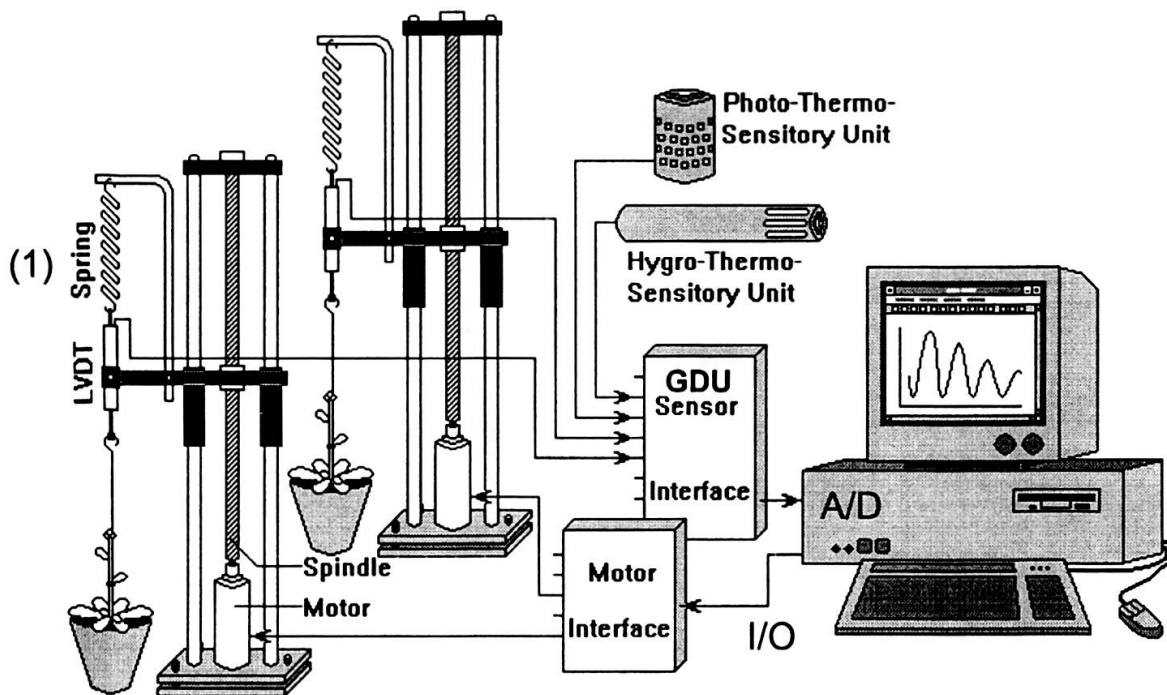 Photo-Thermo-
Sensitory Unit
(1)
Spring
LVDT
Hygro-Thermo-
Sensitory Unit
GDU
Sensor
Interface
A/D
Spindle
Motor
Motor
Interface
I/O